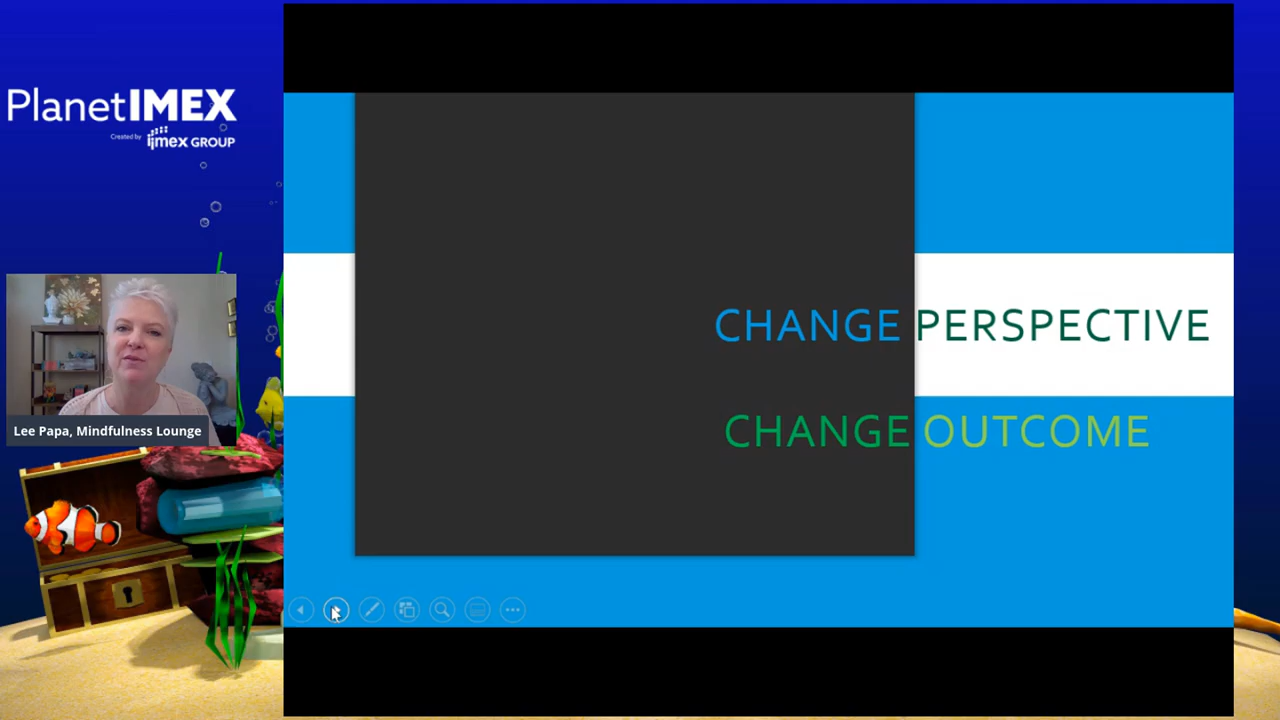 PlanetIMEX
Created by imex GROUP
Lee Papa, Mindfulness Lounge
CHANGE PERSPECTIVE
CHANGE OUTCOME